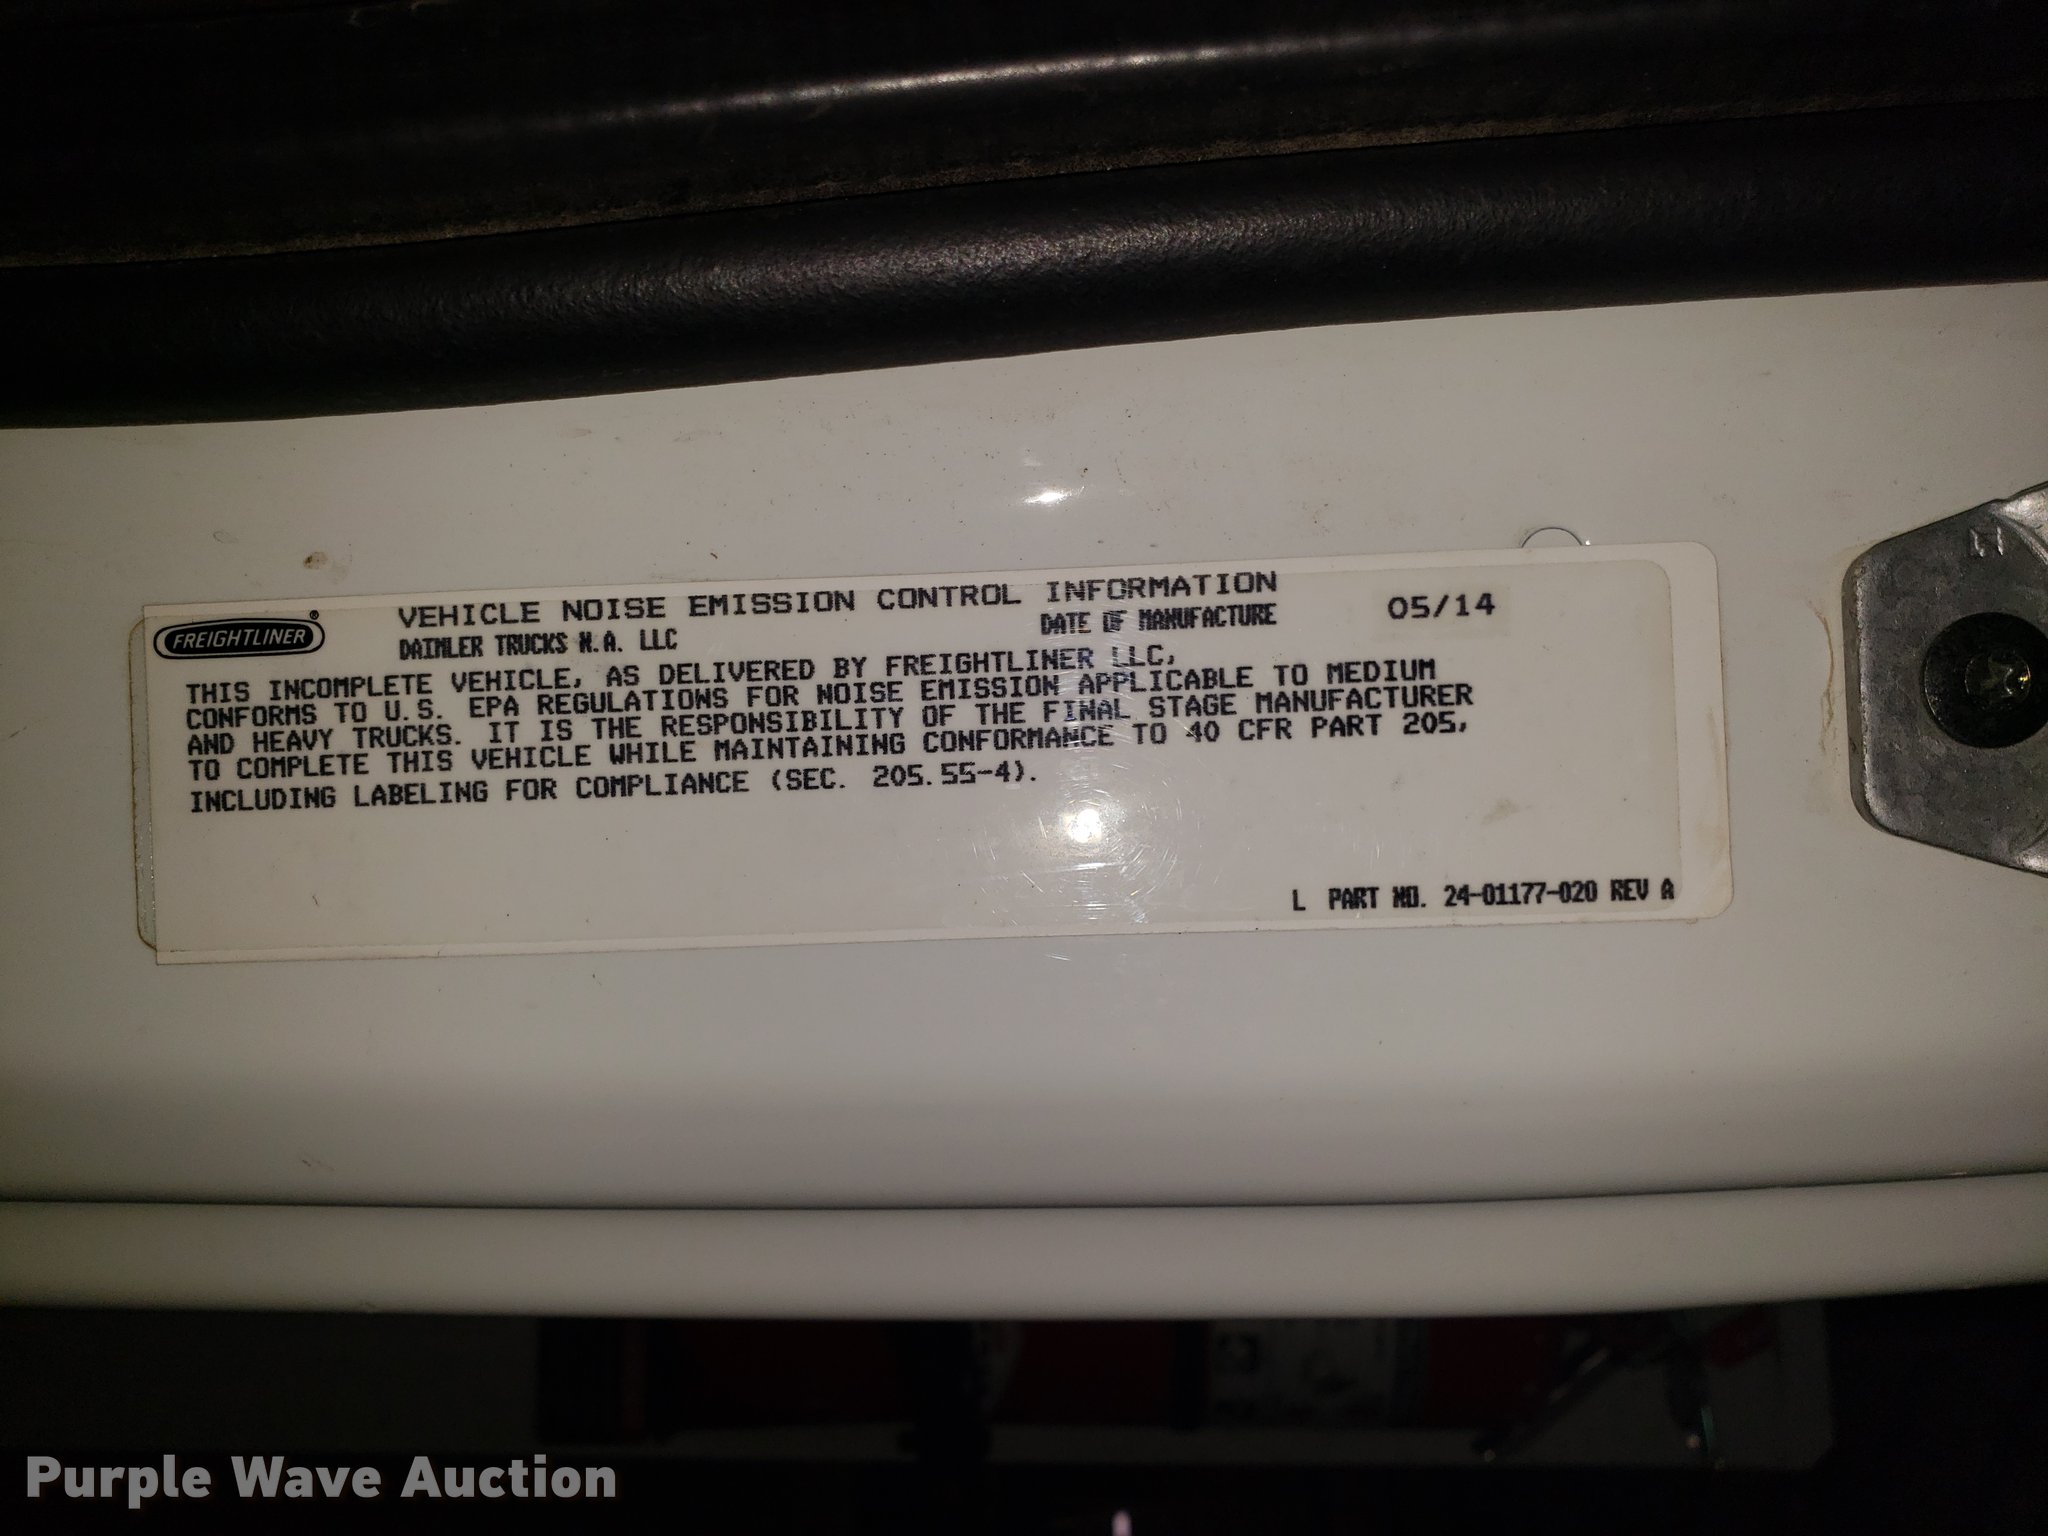 FREIGHTLINER®
VEHICLE NOISE EMISSION CONTROL INFORMATION
DAIMLER TRUCKS N.A. LLC
DATE OF MANUFACTURE 05/14
THIS INCOMPLETE VEHICLE, AS DELIVERED BY FREIGHTLINER LLC,
CONFORMS TO U.S. EPA REGULATIONS FOR NOISE EMISSION APPLICABLE TO MEDIUM
AND HEAVY TRUCKS. IT IS THE RESPONSIBILITY OF THE FINAL STAGE MANUFACTURER
TO COMPLETE THIS VEHICLE WHILE MAINTAINING CONFORMANCE TO 40 CFR PART 205,
INCLUDING LABELING FOR COMPLIANCE (SEC. 205.55-4).
L PART NO. 24-01177-020 REV A
Purple Wave Auction